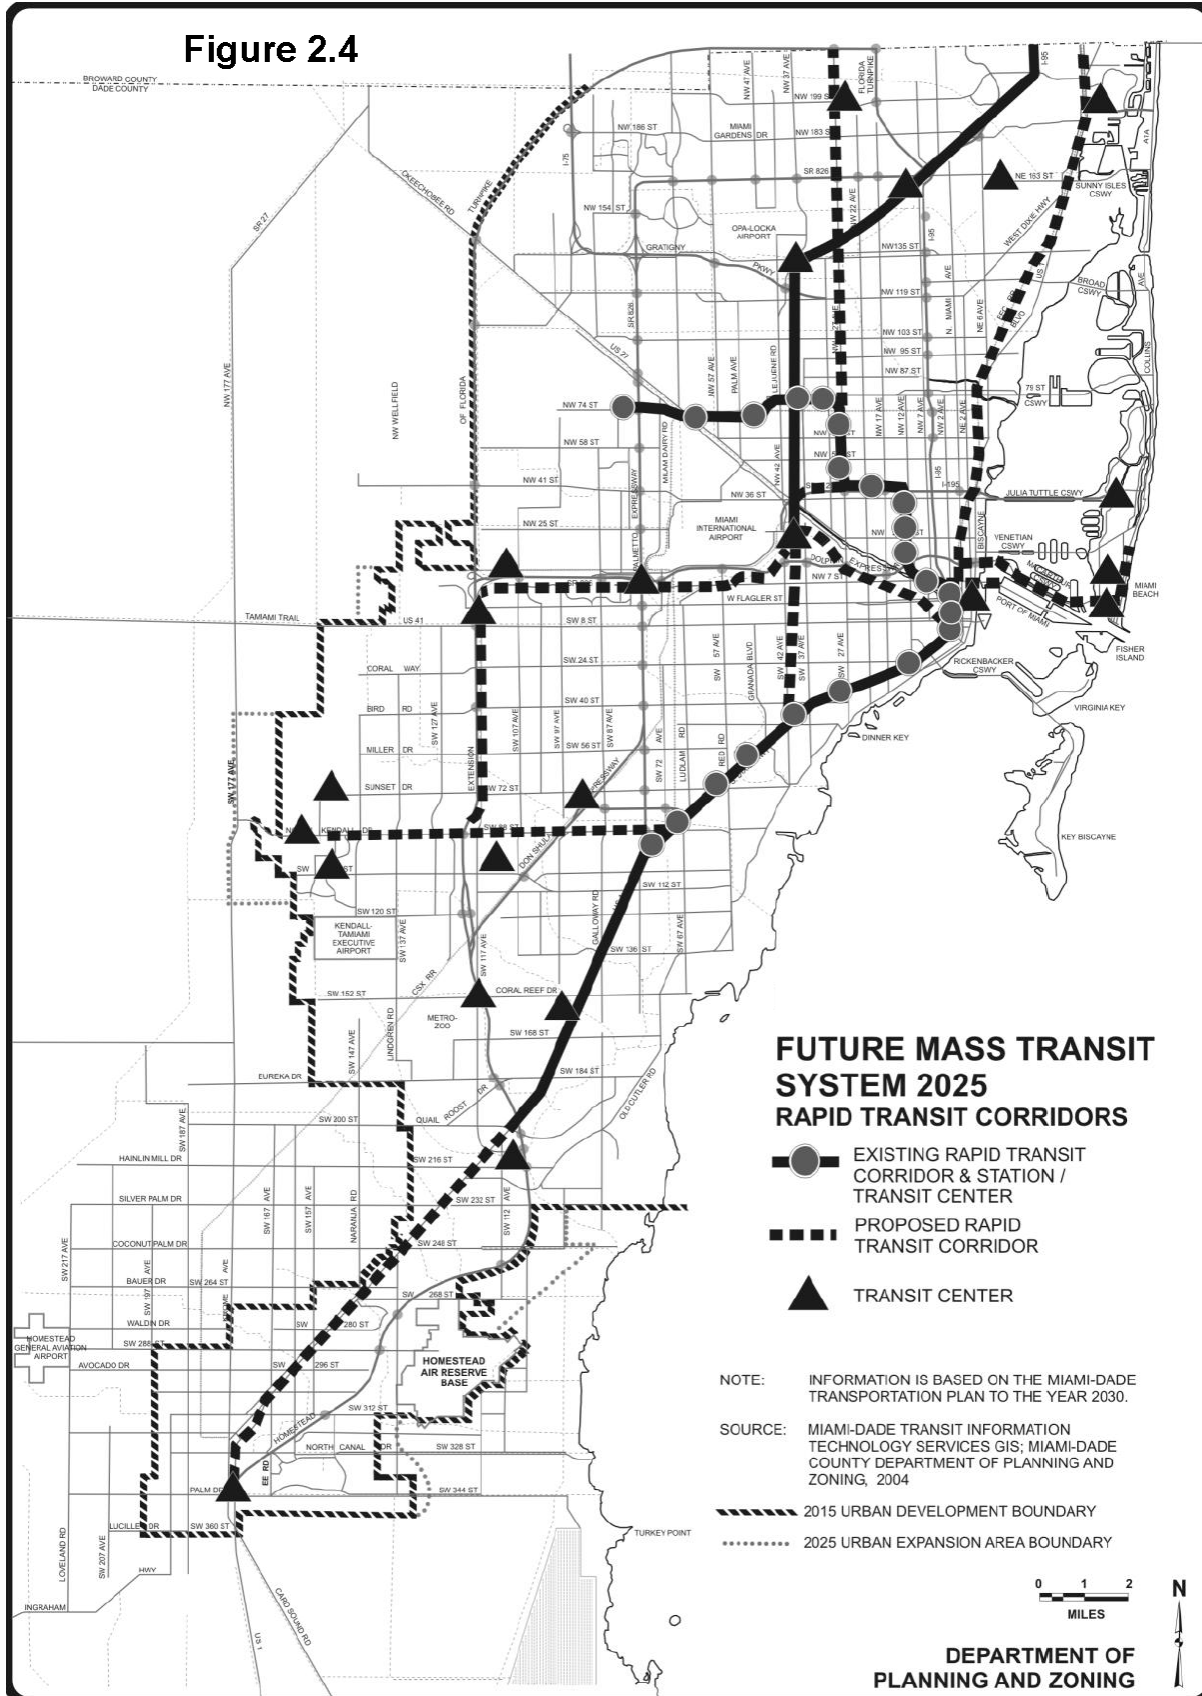 Figure 2.4
BROWARD COUNTY
DADE COUNTY
NW 47 AVE
NW 37 AVE
FLORIDA
TURNPIKE
I-95
NW 199 S
NW 186 ST
MIAMI
GARDENS DR
NW 183
A1A
I-75
OKEECHOBEE RD
TURNPIKE
SR 826
NE 163 ST
SUNNY ISLES
CSWY
SR 27
NW 154 ST
OPA-LOCKA
AIRPORT
W 22 AVE
I-95
WEST DIXIE HWY
GRATIGNY
PKWY
NW135 ST
US 1
NW 119 ST
BROAD
CSWY
AVE
N. MIAMI
AVE
NE 6 AVE
BLVD
SR 826
US 27
NW 103 ST
NW 95 ST
NW 87 ST
COLLINS
NW 177 AVE
NW WELLFIELD
OF FLORIDA
NW 57 AVE
PALM AVE
LEJUENE RD
NW 17 AVE
NW 12 AVE
NW 7 AVE
NW 2 AVE
NE 2 AVE
79 ST
CSWY
NW 74 ST
NW 58 ST
MILAM DAIRY RD
NW 42 AVE
NW 41 ST
EXPRESSWAY
PALMETTO
NW 36 ST
I-95
I-195
JULIA TUTTLE CSWY
NW 25 ST
MIAMI
INTERNATIONAL
AIRPORT
BISCAYNE
VENETIAN
CSWY
DOLPHIN EXPRESS
NW 7 ST
MIAMI
BEACH
W FLAGLER ST
PORT OF MIAMI
TAMIAMI TRAIL
US 41
SW 8 ST
FISHER
ISLAND
CORAL WAY
SW 24 ST
SW 57 AVE
GRANADA BLVD
SW 42 AVE
SW 37 AVE
SW 27 AVE
RICKENBACKER
CSWY
BIRD RD
SW 127 AVE
SW 40 ST
VIRGINIA KEY
SW 107 AVE
SW 97 AVE
SW 87 AVE
SW 72 AVE
LUDLAM RD
RED RD
DINNER KEY
MILLER DR
SW 56 ST
EXTENSION
SW 177 AVE
SUNSET DR
SW 72 ST
SW 88 ST
KEY BISCAYNE
DON SHULA
SW 112 ST
SW 120 ST
KENDALL-
TAMIAMI
EXECUTIVE
AIRPORT
SW 137 AVE
GALLOWAY RD
SW 67 AVE
SW 136 ST
SW 117 AVE
CSX RR
SW 152 ST
CORAL REEF DR
METRO-
ZOO
LINDGREN RD
SW 147 AVE
SW 168 ST
EUREKA DR
SW 184 ST
OLD CUTLER RD
SW 187 AVE
SW 200 ST
QUAIL ROOST DR
HAINLIN MILL DR
SW 216 ST
SILVER PALM DR
SW 167 AVE
SW 157 AVE
NARANJA RD
SW 232 ST
SW 112 AVE
SW 217 AVE
COCONUT PALM DR
SW 248 ST
BAUER DR
SW 197 AVE
SW 264 ST
SW 268 ST
WALDIN DR
SW 280 ST
HOMESTEAD
GENERAL AVIATION
AIRPORT
SW 288 ST
AVOCADO DR
SW 296 ST
HOMESTEAD
AIR RESERVE
BASE
SW 312 ST
HOMESTEAD
NORTH CANAL DR
SW 328 ST
EE RD
PALM DR
SW 344 ST
LUCILLE DR
SW 360 ST
LOVELAND RD
SW 207 AVE
HWY
INGRAHAM
CARD SOUND RD
US 1
TURKEY POINT
FUTURE MASS TRANSIT
SYSTEM 2025
RAPID TRANSIT CORRIDORS
EXISTING RAPID TRANSIT
CORRIDOR & STATION /
TRANSIT CENTER
PROPOSED RAPID
TRANSIT CORRIDOR
TRANSIT CENTER
NOTE: INFORMATION IS BASED ON THE MIAMI-DADE
TRANSPORTATION PLAN TO THE YEAR 2030.
SOURCE: MIAMI-DADE TRANSIT INFORMATION
TECHNOLOGY SERVICES GIS; MIAMI-DADE
COUNTY DEPARTMENT OF PLANNING AND
ZONING, 2004
2015 URBAN DEVELOPMENT BOUNDARY
2025 URBAN EXPANSION AREA BOUNDARY
0 1 2
MILES
N
DEPARTMENT OF
PLANNING AND ZONING